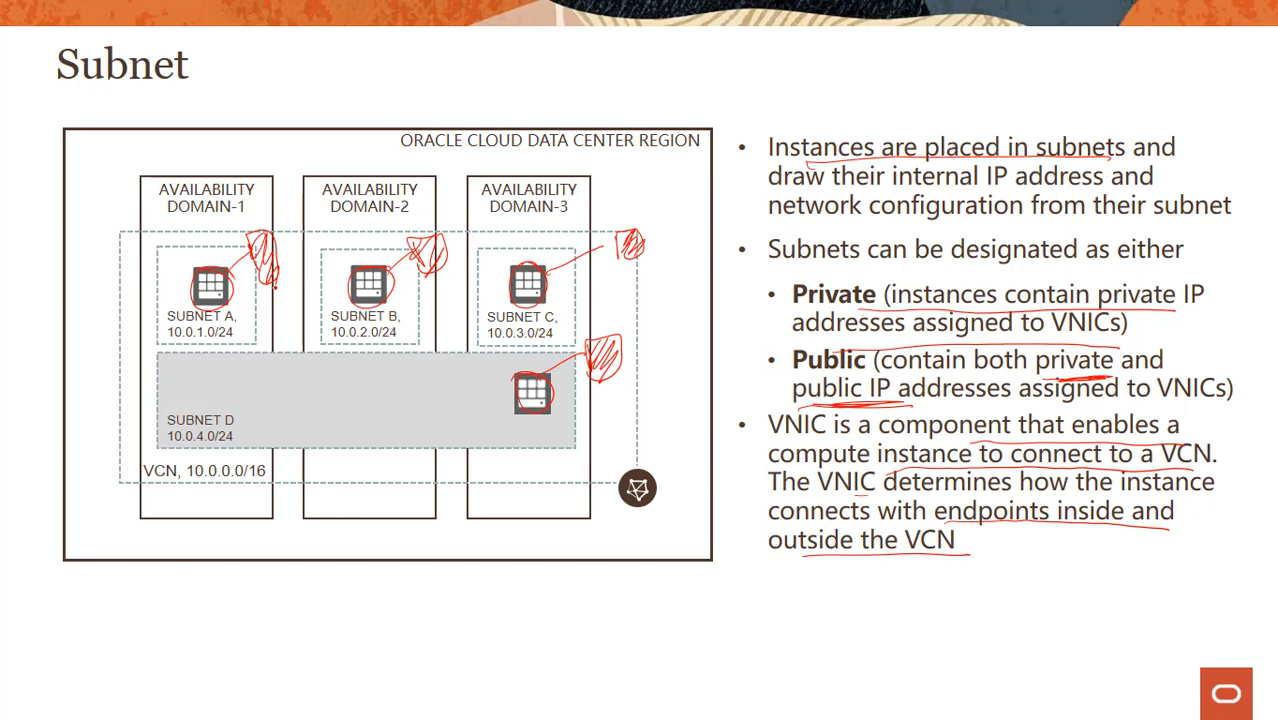 Subnet
ORACLE CLOUD DATA CENTER REGION
AVAILABILITY
DOMAIN-1
AVAILABILITY
DOMAIN-2
AVAILABILITY
DOMAIN-3
SUBNET A,
10.0.1.0/24
SUBNET B,
10.0.2.0/24
SUBNET C,
10.0.3.0/24
SUBNET D
10.0.4.0/24
VCN, 10.0.0.0/16
• Instances are placed in subnets and
draw their internal IP address and
network configuration from their subnet
• Subnets can be designated as either
• Private (instances contain private IP
addresses assigned to VNICs)
• Public (contain both private and
public IP addresses assigned to VNICs)
• VNIC is a component that enables a
compute instance to connect to a VCN.
The VNIC determines how the instance
connects with endpoints inside and
outside the VCN